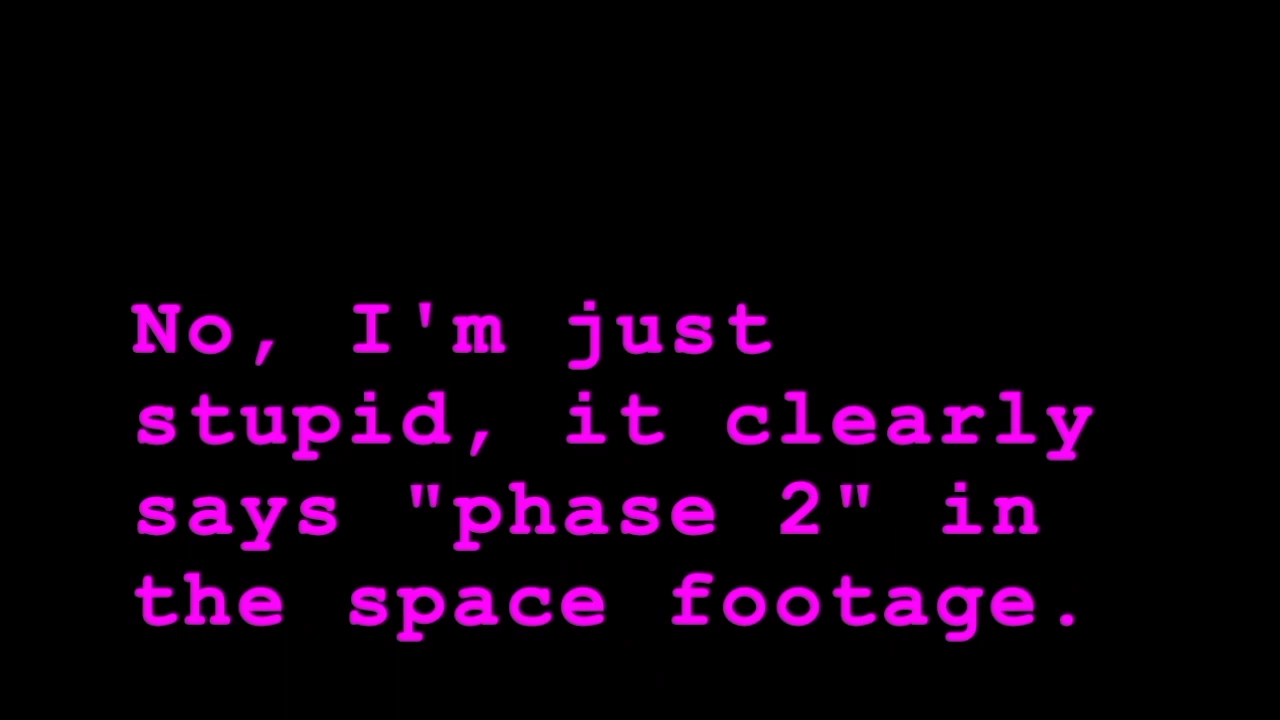 No, I'm just
stupid, it clearly
says "phase 2" in
the space footage.